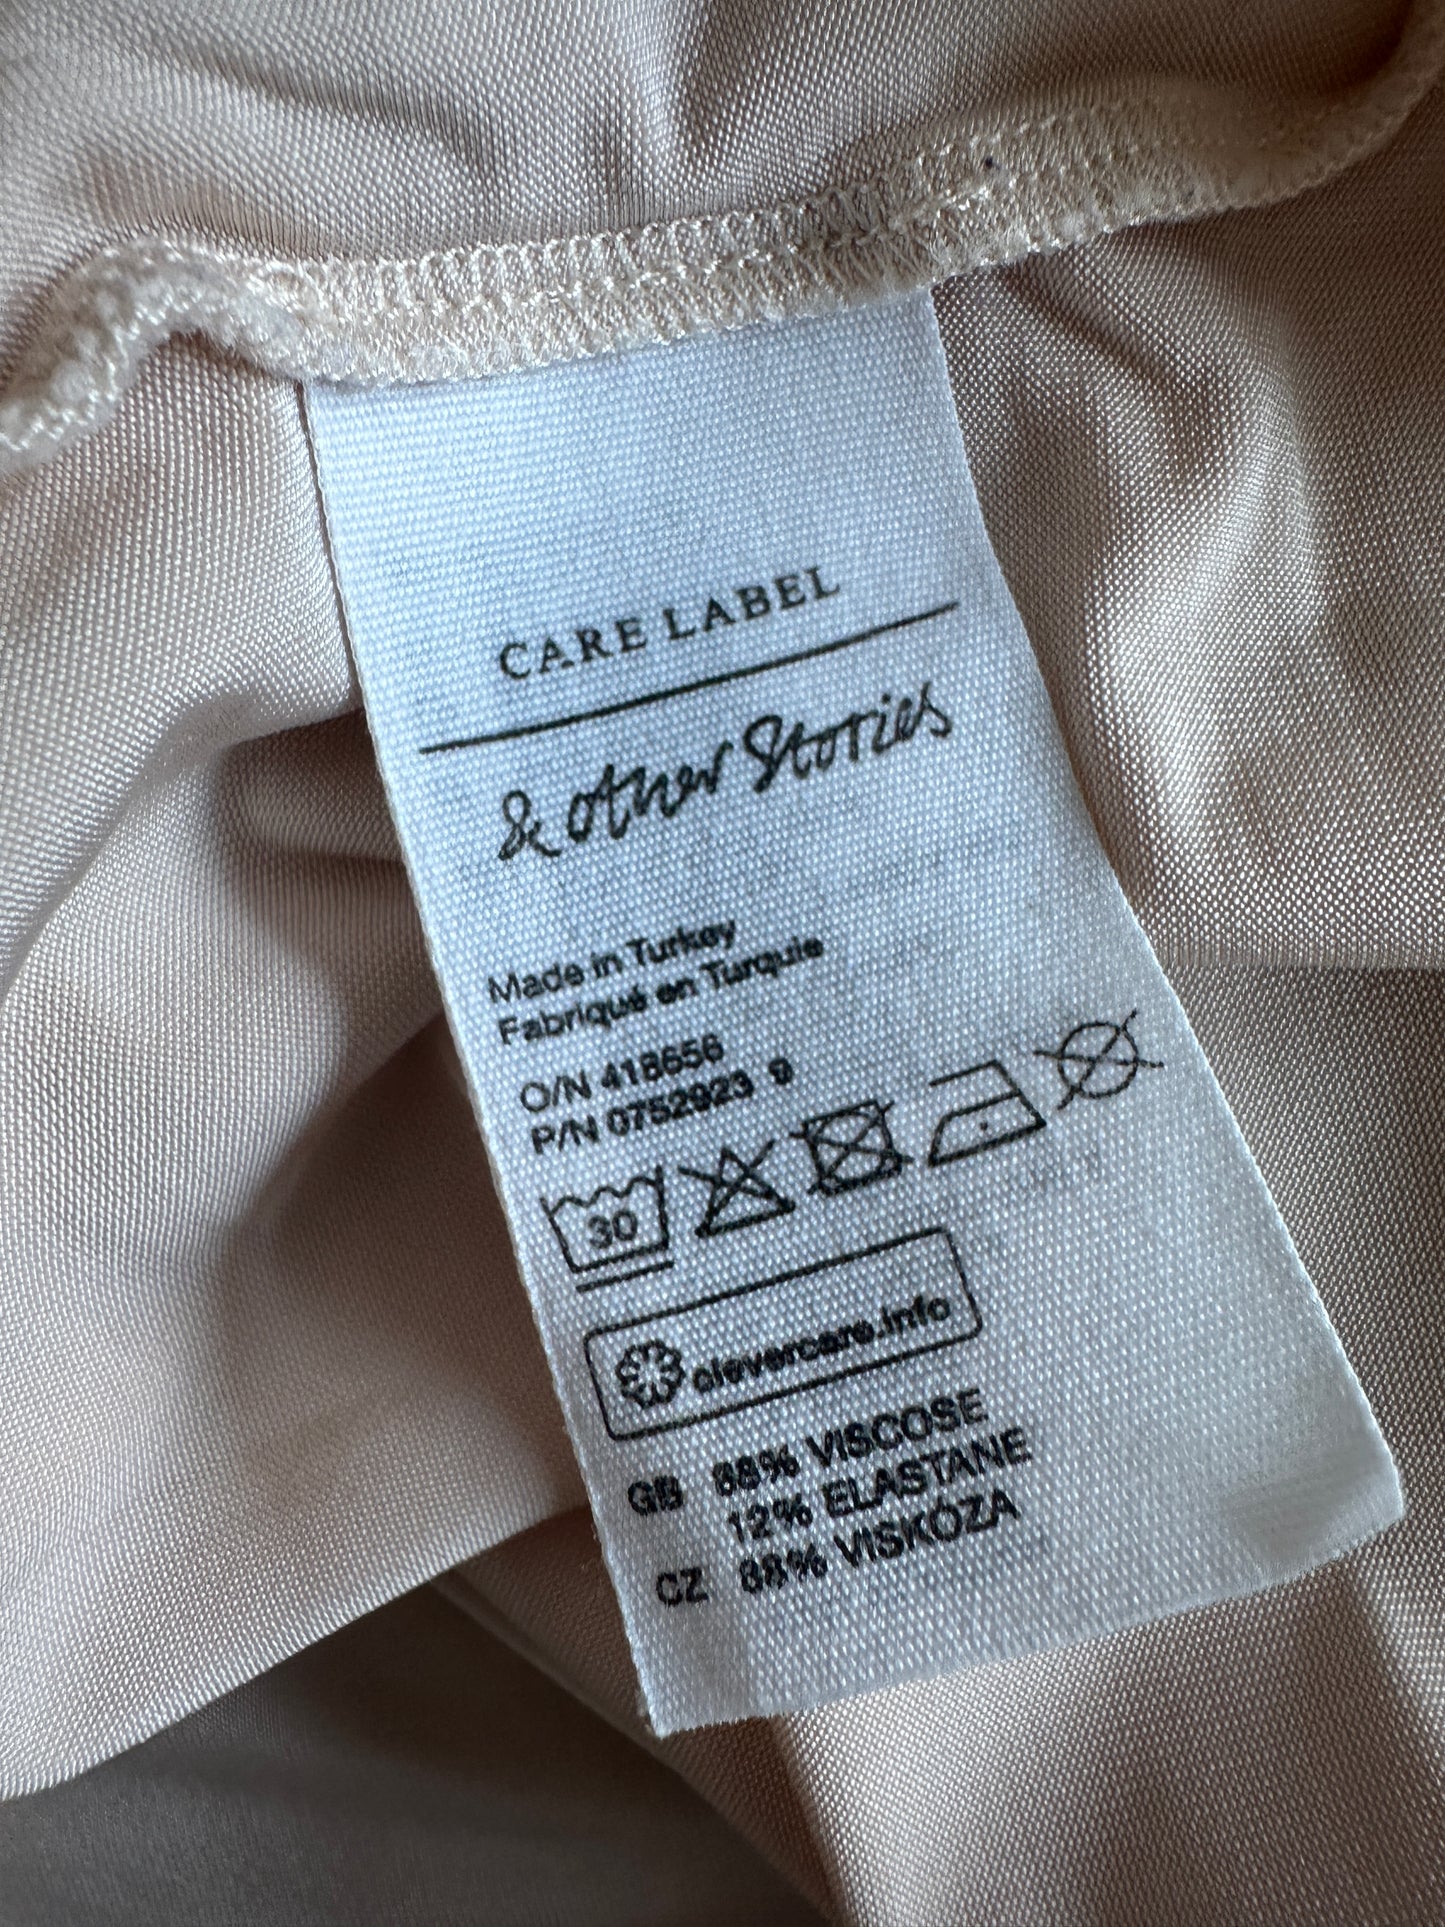 CARE LABEL
& other Stories
Made in Turkey
Fabriqué en Turquie
O/N 418656
P/N 0752923 9
30
clevercare.info
GB 88% VISCOSE
12% ELASTANE
CZ 88% VISKÓZA